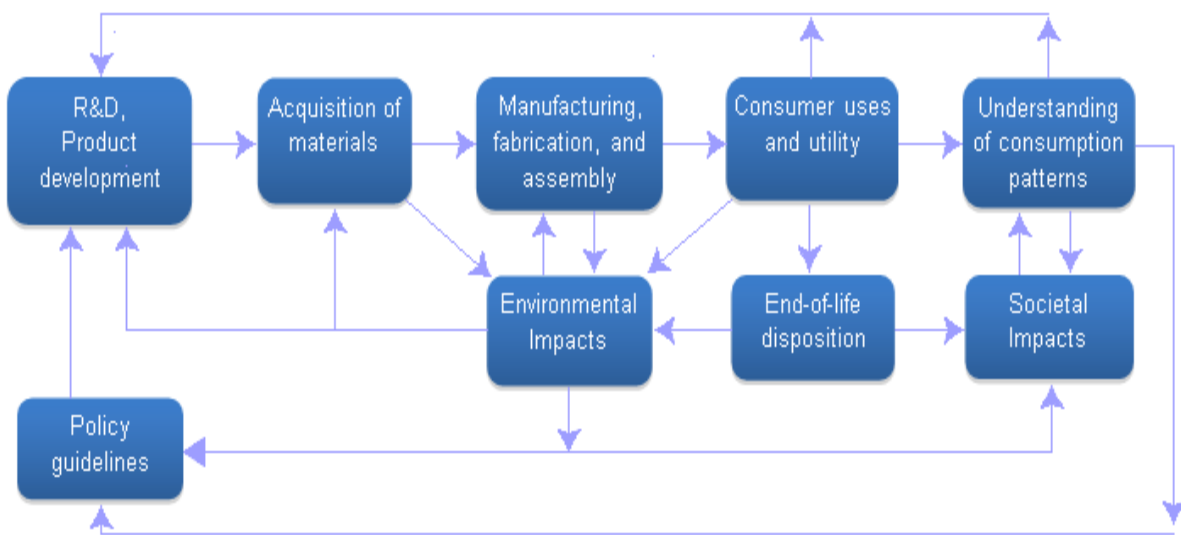 R&D,
Product
development
Acquisition of
materials
Manufacturing,
fabrication, and
assembly
Consumer uses
and utility
Understanding
of consumption
patterns
Environmental
Impacts
End-of-life
disposition
Societal
Impacts
Policy
guidelines